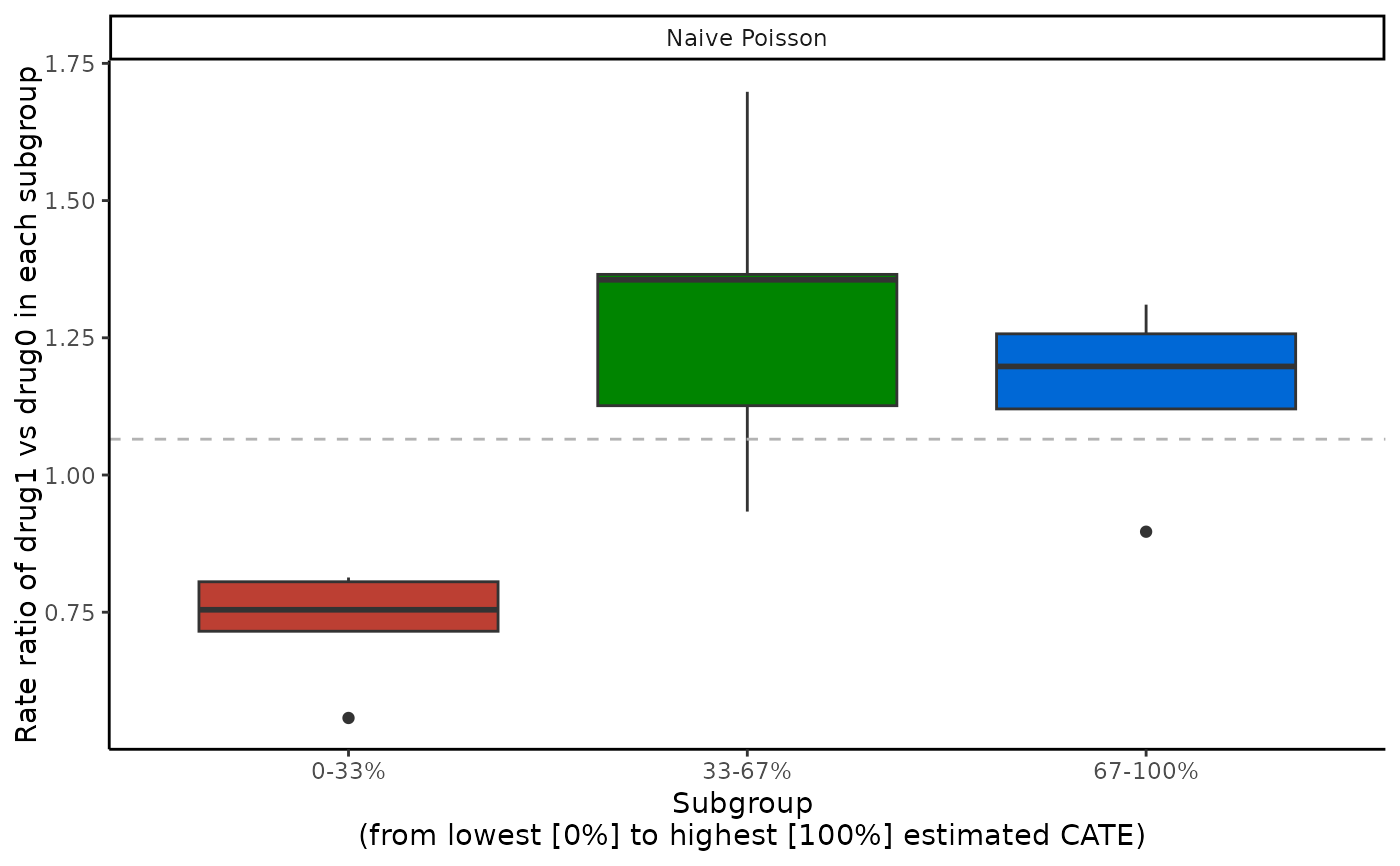 Naive Poisson
Rate ratio of drug1 vs drug0 in each subgroup
1.75
1.50
1.25
1.00
0.75
0-33%
33-67%
67-100%
Subgroup
(from lowest [0%] to highest [100%] estimated CATE)